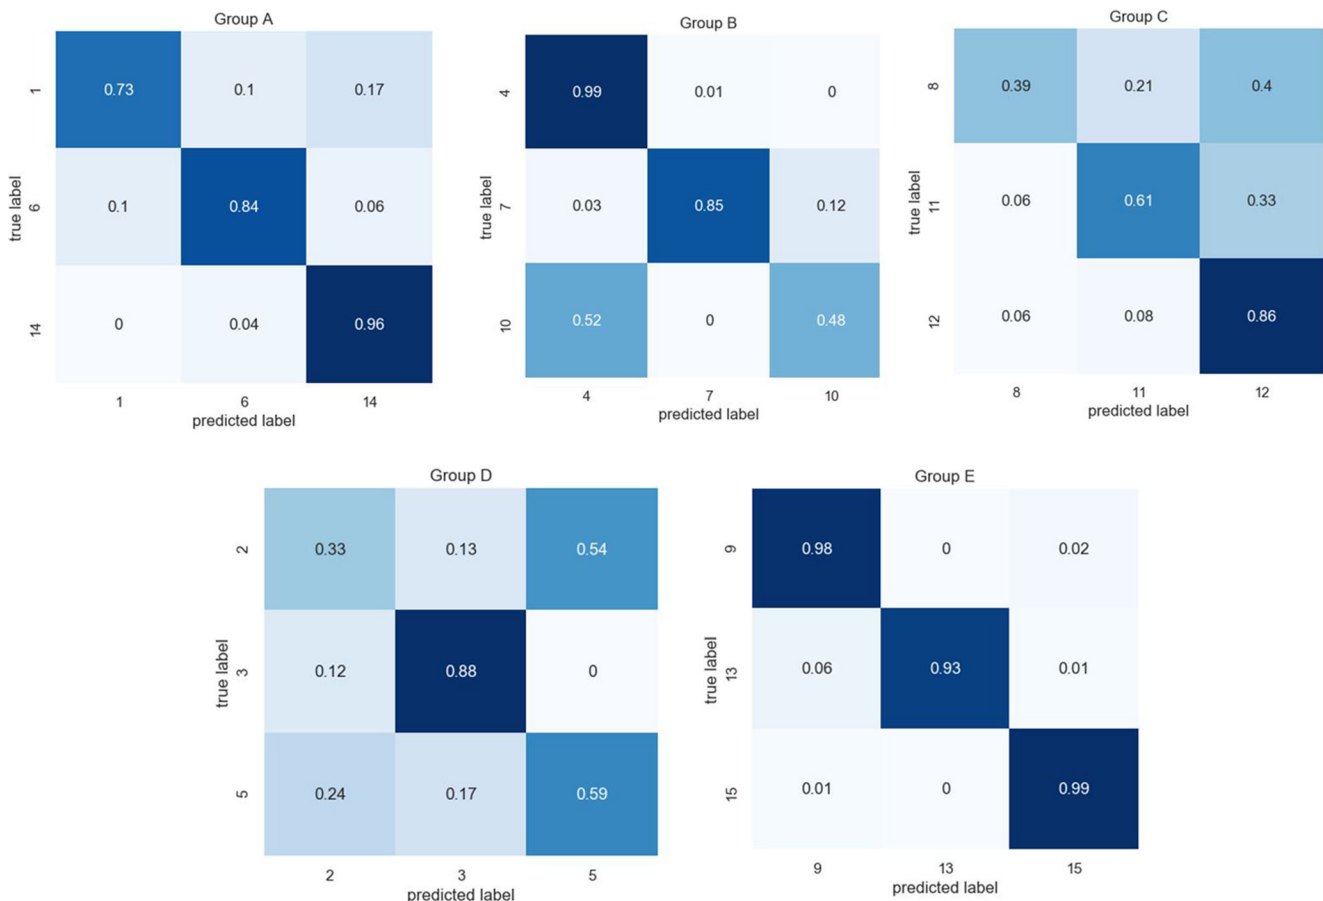 Group A
1 0.73 0.1 0.17
6 0.1 0.84 0.06
14 0 0.04 0.96
true label
1 6 14
predicted label
Group B
4 0.99 0.01 0
7 0.03 0.85 0.12
10 0.52 0 0.48
true label
4 7 10
predicted label
Group C
8 0.39 0.21 0.4
11 0.06 0.61 0.33
12 0.06 0.08 0.86
true label
8 11 12
predicted label
Group D
2 0.33 0.13 0.54
3 0.12 0.88 0
5 0.24 0.17 0.59
true label
2 3 5
predicted label
Group E
9 0.98 0 0.02
13 0.06 0.93 0.01
15 0.01 0 0.99
true label
9 13 15
predicted label